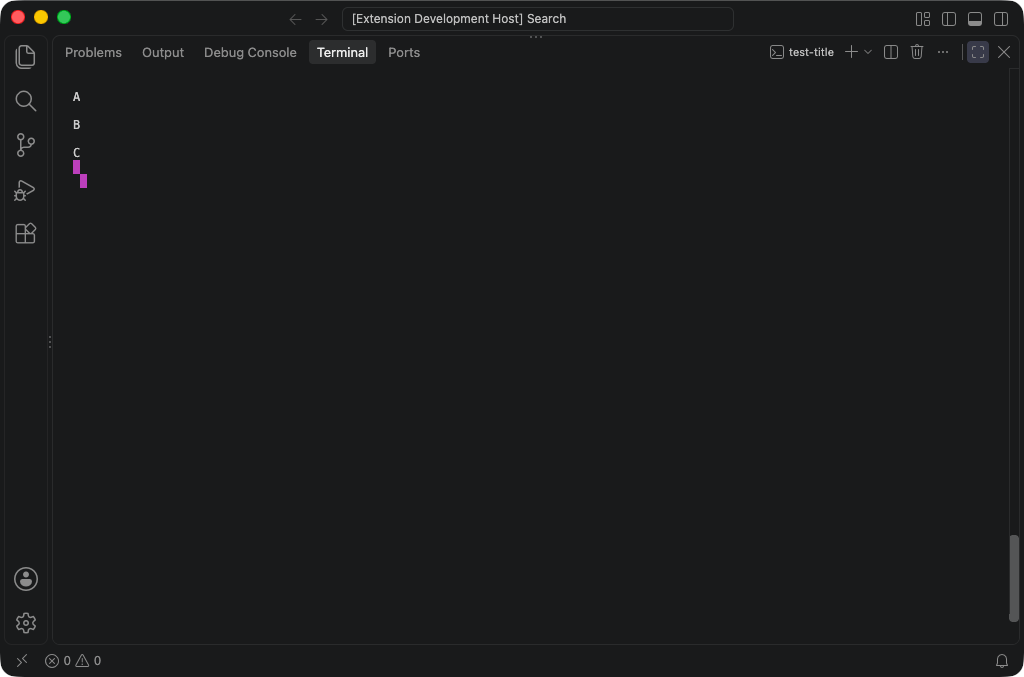 [Extension Development Host] Search
Problems Output Debug Console Terminal Ports test-title
A
B
C
0 0